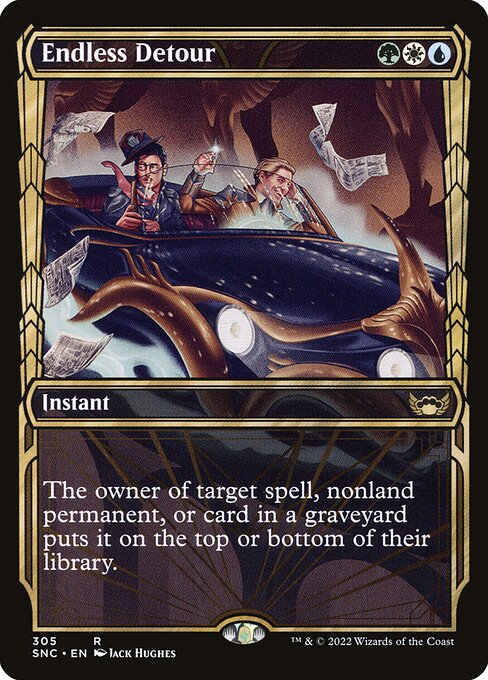 Endless Detour
Instant
The owner of target spell, nonland
permanent, or card in a graveyard
puts it on the top or bottom of their
library.
305 R
SNC • EN Jack Hughes
™ & © 2022 Wizards of the Coast